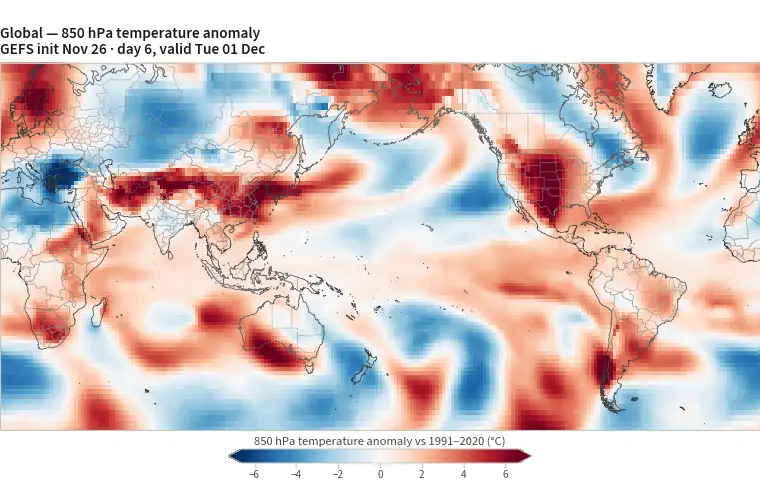 Global — 850 hPa temperature anomaly
GEFS init Nov 26 · day 6, valid Tue 01 Dec
850 hPa temperature anomaly vs 1991–2020 (°C)
−6 −4 −2 0 2 4 6